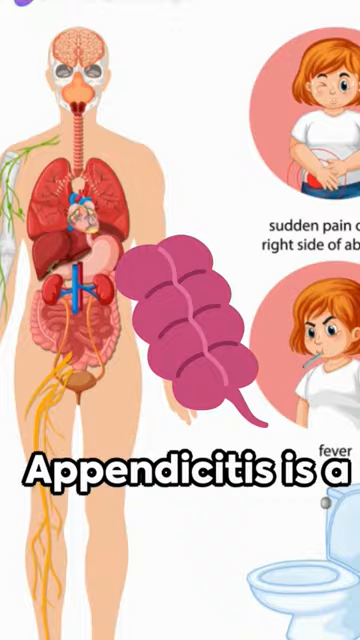 sudden pain
right side of
fever
Appendicitis is a